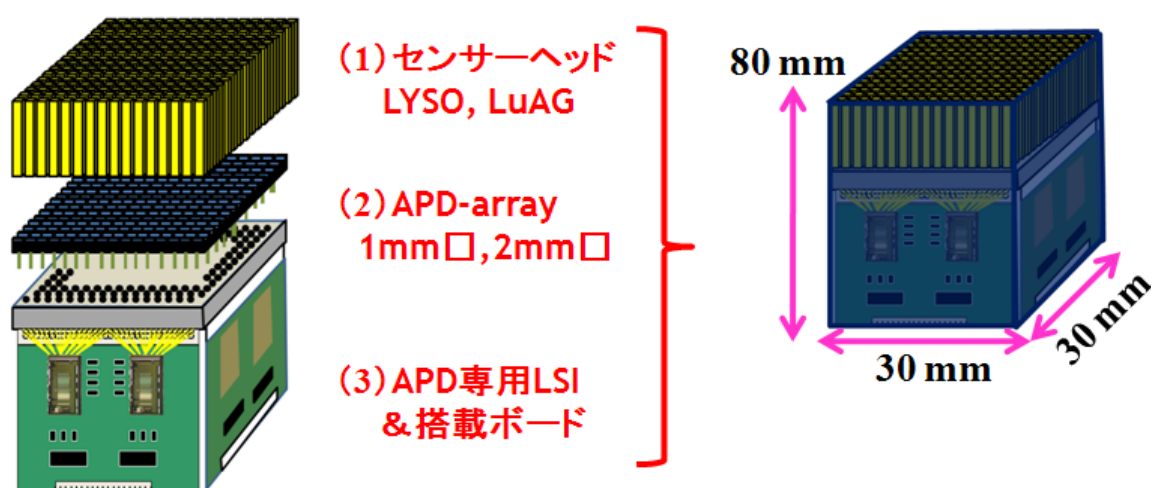 (1)センサーヘッド
LYSO, LuAG
(2)APD-array
1mm□,2mm□
(3)APD専用LSI
&搭載ボード
80 mm
30 mm
30 mm